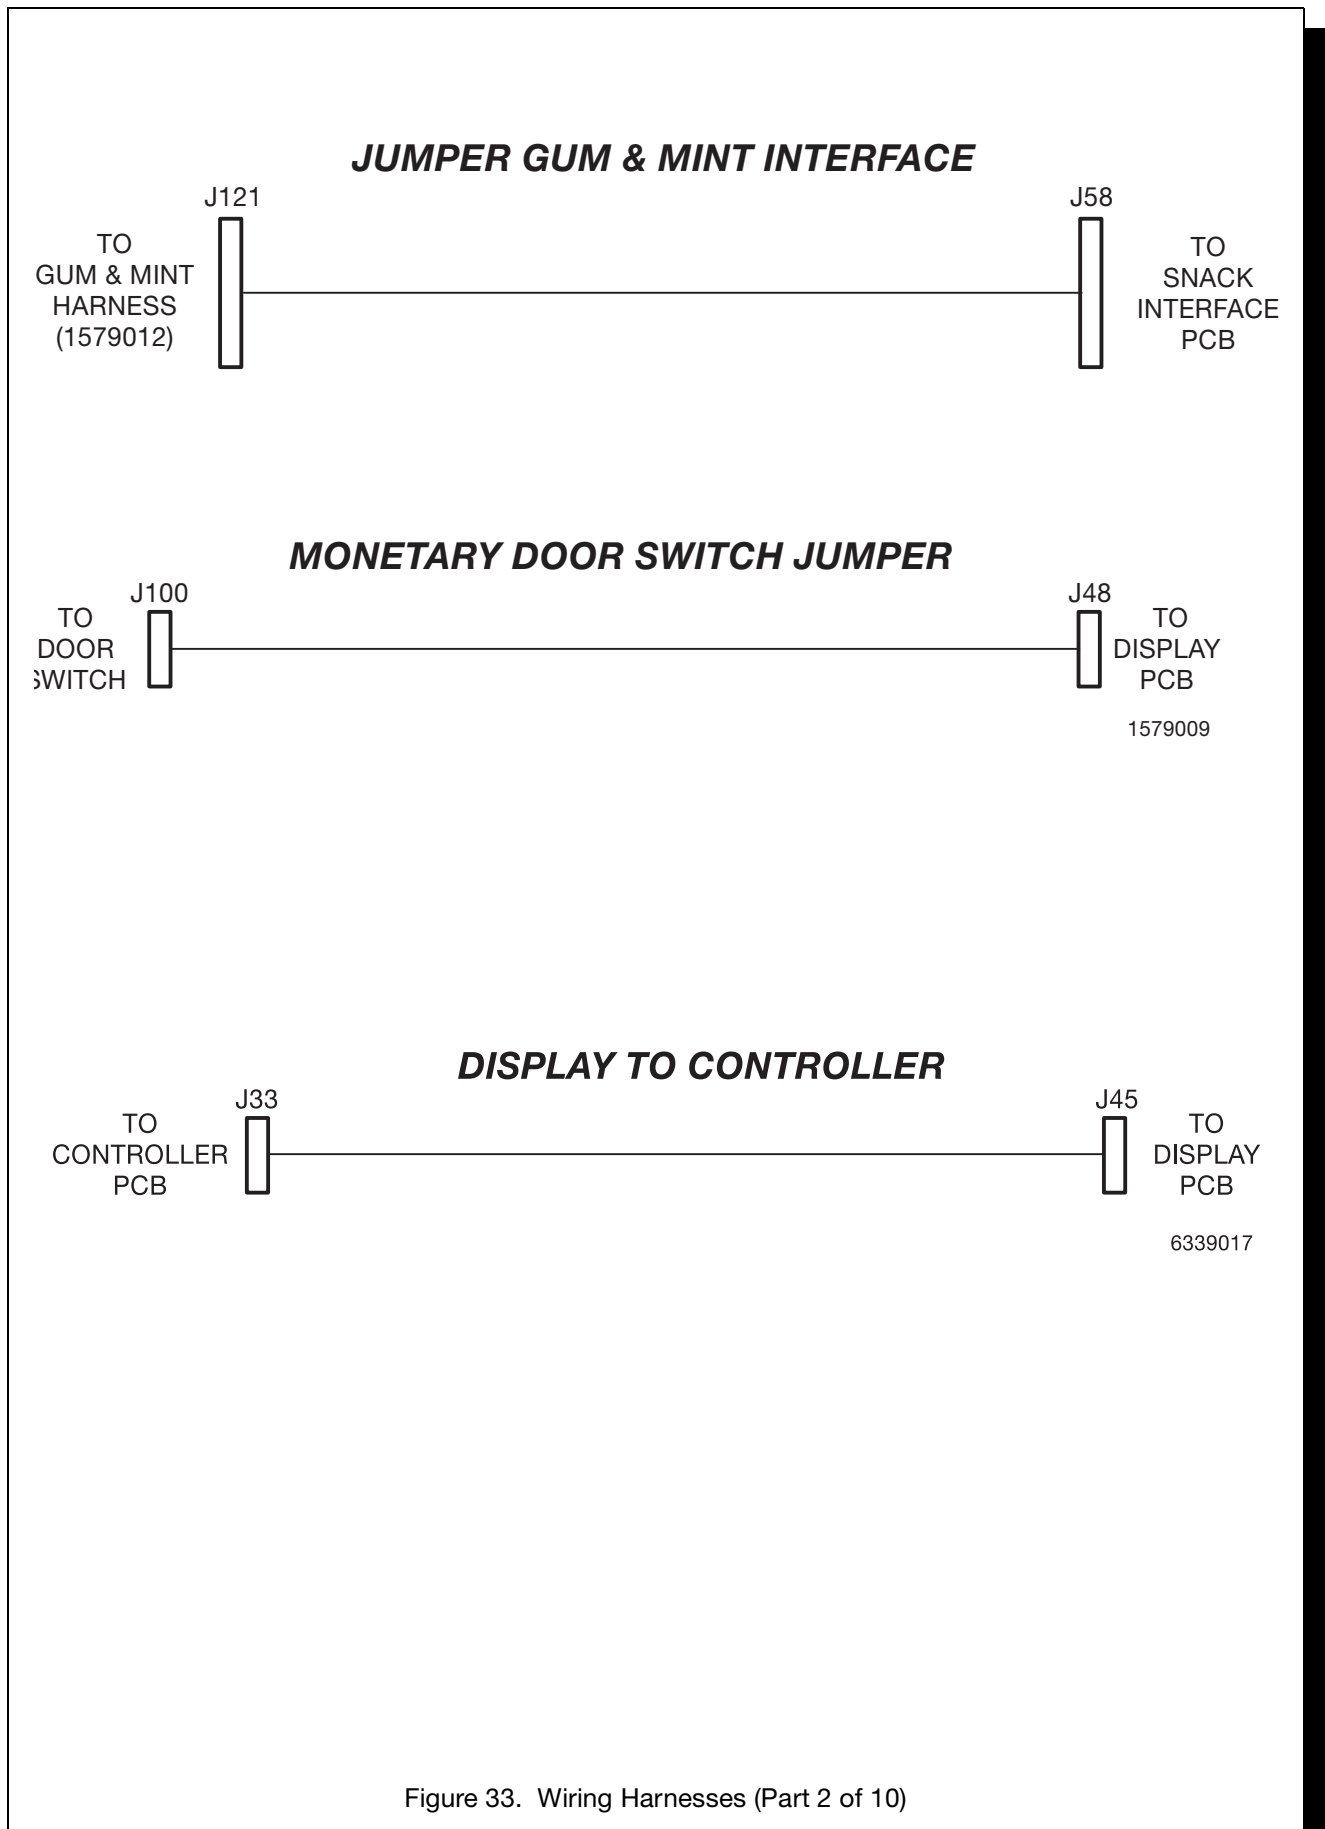 JUMPER GUM & MINT INTERFACE
J121
J58
TO
GUM & MINT
HARNESS
(1579012)
TO
SNACK
INTERFACE
PCB
MONETARY DOOR SWITCH JUMPER
J100
J48
TO
DOOR
SWITCH
TO
DISPLAY
PCB
1579009
DISPLAY TO CONTROLLER
J33
J45
TO
CONTROLLER
PCB
TO
DISPLAY
PCB
6339017
Figure 33. Wiring Harnesses (Part 2 of 10)